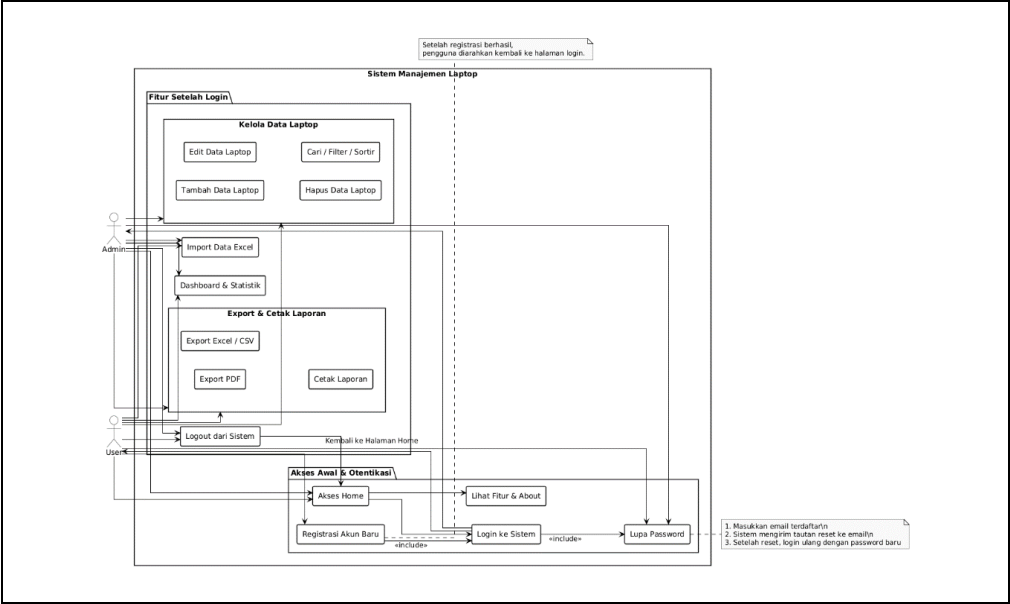 Setelah registrasi berhasil,
pengguna diarahkan kembali ke halaman login.
Sistem Manajemen Laptop
Fitur Setelah Login
Kelola Data Laptop
Edit Data Laptop
Cari / Filter / Sortir
Tambah Data Laptop
Hapus Data Laptop
Admin
Import Data Excel
Dashboard & Statistik
Export & Cetak Laporan
Export Excel / CSV
Export PDF
Cetak Laporan
User
Logout dari Sistem
Kembali ke Halaman Home
Akses Awal & Otentikasi
Akses Home
Lihat Fitur & About
Registrasi Akun Baru
«include»
Login ke Sistem
«include»
Lupa Password
1. Masukkan email terdaftar\n
2. Sistem mengirim tautan reset ke email\n
3. Setelah reset, login ulang dengan password baru